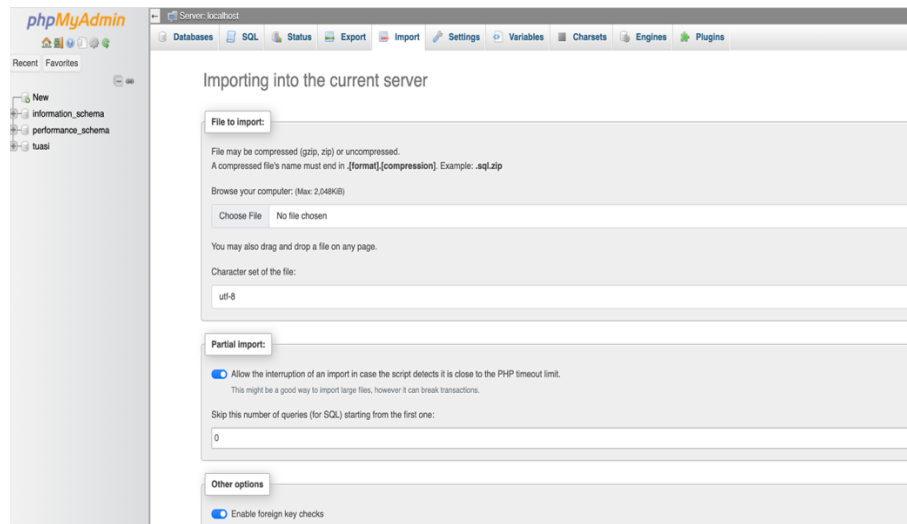 phpMyAdmin
Recent Favorites
New
information_schema
performance_schema
tuasi
Server: localhost
Databases SQL Status Export Import Settings Variables Charsets Engines Plugins
Importing into the current server
File to import:
File may be compressed (gzip, zip) or uncompressed.
A compressed file's name must end in .[format].[compression]. Example: .sql.zip
Browse your computer: (Max: 2,048KiB)
Choose File No file chosen
You may also drag and drop a file on any page.
Character set of the file:
utf-8
Partial import:
Allow the interruption of an import in case the script detects it is close to the PHP timeout limit.
This might be a good way to import large files, however it can break transactions.
Skip this number of queries (for SQL) starting from the first one:
0
Other options
Enable foreign key checks